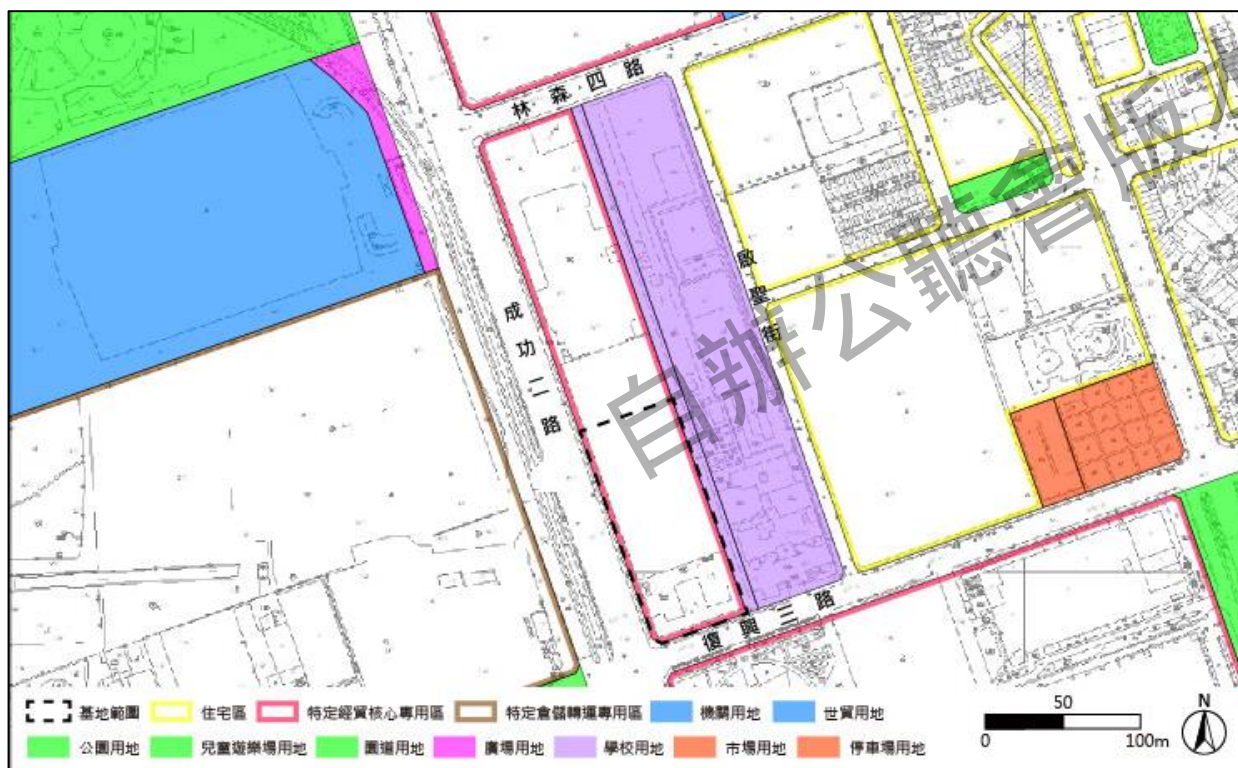 林森四路
成功二路
啟聖街
復興三路
自辦公聽會版
基地範圍 住宅區 特定經貿核心專用區 特定倉儲轉運專用區 機關用地 世貿用地
公園用地 兒童遊樂場用地 園道用地 廣場用地 學校用地 市場用地 停車場用地
50
0 100m
N